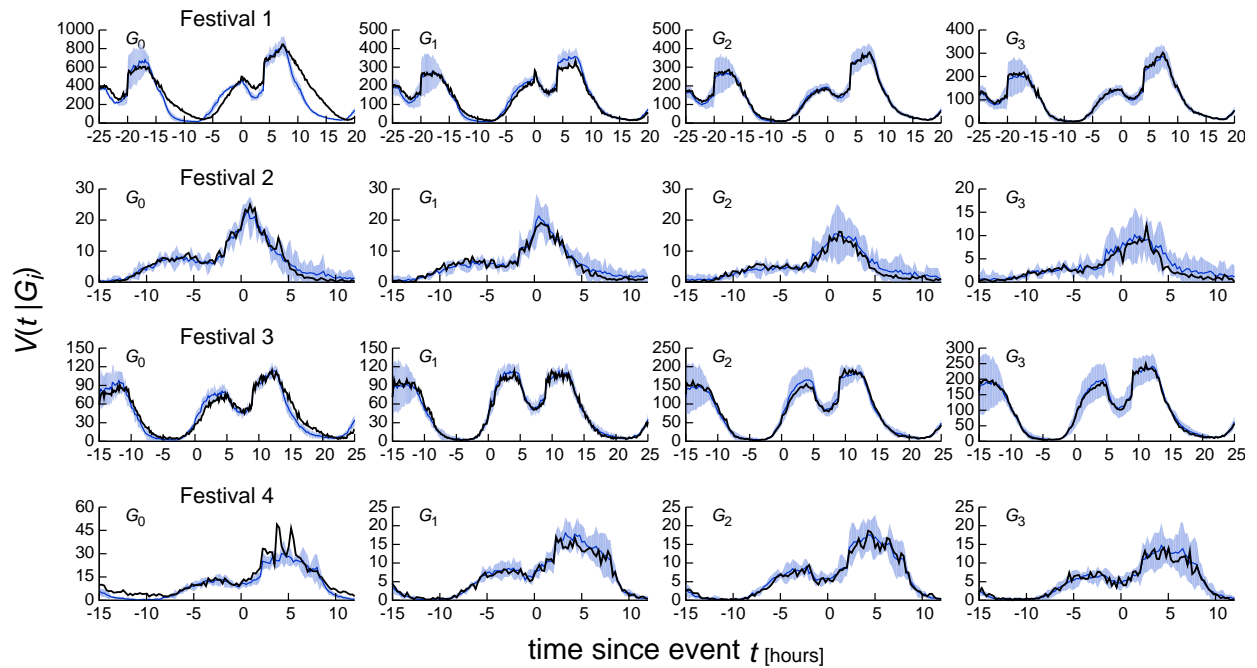 Festival 1
G0
1000
800
600
400
200
0
-25 -20 -15 -10 -5 0 5 10 15 20
G1
500
400
300
200
100
0
-25 -20 -15 -10 -5 0 5 10 15 20
G2
500
400
300
200
100
0
-25 -20 -15 -10 -5 0 5 10 15 20
G3
400
300
200
100
0
-25 -20 -15 -10 -5 0 5 10 15 20
Festival 2
G0
30
20
10
0
-15 -10 -5 0 5 10
G1
30
20
10
0
-15 -10 -5 0 5 10
G2
30
20
10
0
-15 -10 -5 0 5 10
G3
20
15
10
5
0
-15 -10 -5 0 5 10
V(t|Gi)
Festival 3
G0
150
120
90
60
30
0
-15 -10 -5 0 5 10 15 20 25
G1
150
120
90
60
30
0
-15 -10 -5 0 5 10 15 20 25
G2
250
200
150
100
50
0
-15 -10 -5 0 5 10 15 20 25
G3
300
250
200
150
100
50
0
-15 -10 -5 0 5 10 15 20 25
Festival 4
G0
60
45
30
15
0
-15 -10 -5 0 5 10
G1
25
20
15
10
5
0
-15 -10 -5 0 5 10
G2
25
20
15
10
5
0
-15 -10 -5 0 5 10
G3
25
20
15
10
5
0
-15 -10 -5 0 5 10
time since event t [hours]